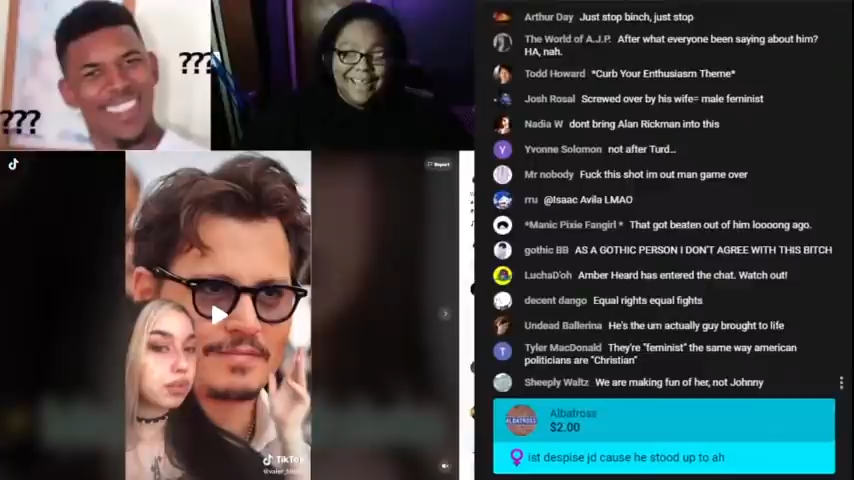 ???
???
Report
TikTok
Arthur Day Just stop binch, just stop
The World of A.J.P. After what everyone been saying about him?
HA, nah.
Todd Howard *Curb Your Enthusiasm Theme*
Josh Rosal Screwed over by his wife= male feminist
Nadia W dont bring Alan Rickman into this
Y
Yvonne Solomon not after Turd...
Mr nobody Fuck this shot im out man game over
rru @Isaac Avila LMAO
*Manic Pixie Fangirl * That got beaten out of him loooong ago.
gothic BB AS A GOTHIC PERSON I DON'T AGREE WITH THIS BITCH
LuchaD'oh Amber Heard has entered the chat. Watch out!
decent dango Equal rights equal fights
Undead Ballerina He's the um actually guy brought to life
T
Tyler MacDonald They're "feminist" the same way american
politicians are "Christian"
Sheeply Waltz We are making fun of her, not Johnny
ALBATROSS
Albatross
$2.00
♀ist despise jd cause he stood up to ah